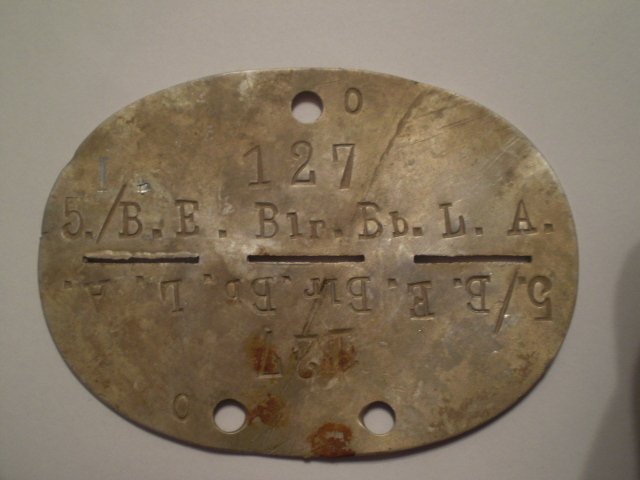 O
127
I
5./B.E. Blr.Bb.L. A.
5./B.E.Blr.Bb.L.A.
127
O